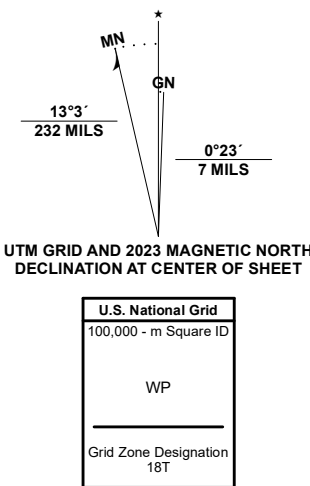 ★
MN
GN
13°3´
232 MILS
0°23´
7 MILS
UTM GRID AND 2023 MAGNETIC NORTH
DECLINATION AT CENTER OF SHEET
U.S. National Grid
100,000 - m Square ID
WP
Grid Zone Designation
18T